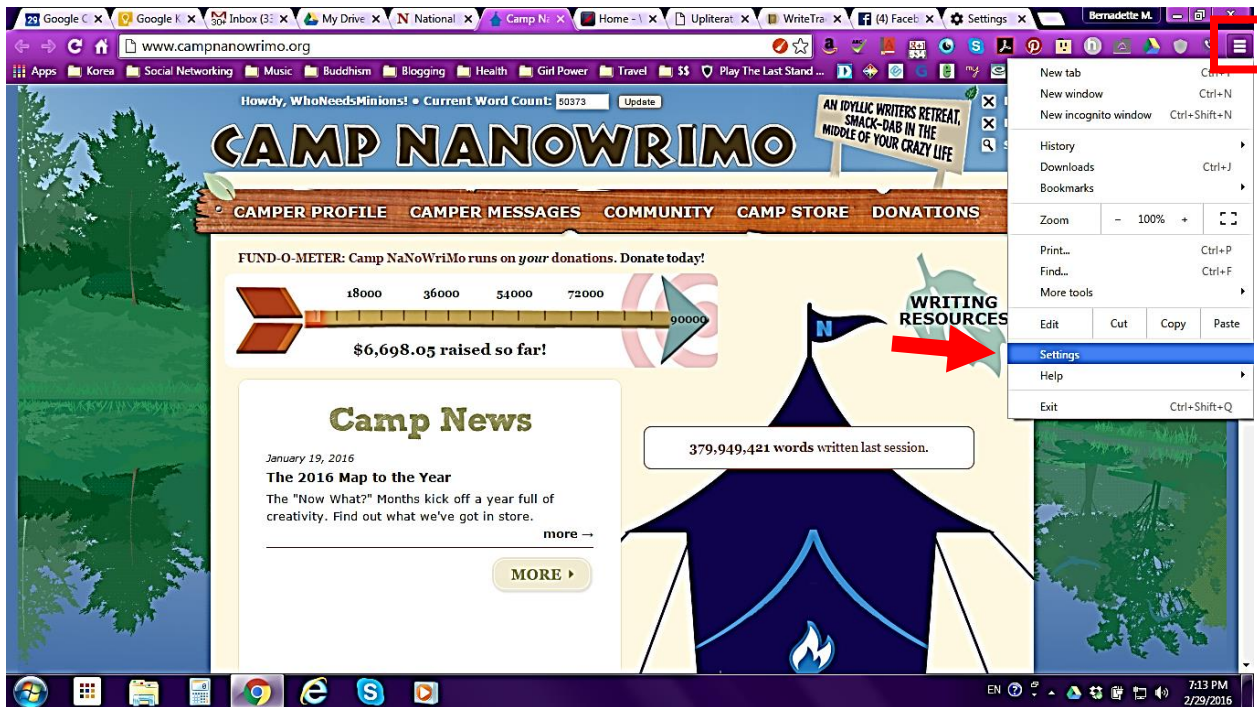 29 Google C
Google K
Inbox (3
My Drive
National
Camp Na
Home - \
Upliterat
WriteTra
(4) Faceb
Settings
Bernadette M.
www.campnanowrimo.org
Apps Korea Social Networking Music Buddhism Blogging Health Girl Power Travel $$ Play The Last Stand ...
Howdy, WhoNeedsMinions! • Current Word Count: 50373 Update
AN IDYLLIC WRITERS RETREAT,
SMACK-DAB IN THE
MIDDLE OF YOUR CRAZY LIFE
CAMP NANOWRIMO
CAMPER PROFILE CAMPER MESSAGES COMMUNITY CAMP STORE DONATIONS
FUND-O-METER: Camp NaNoWriMo runs on your donations. Donate today!
18000 36000 54000 72000
90000
$6,698.05 raised so far!
WRITING
RESOURCES
N
Camp News
January 19, 2016
The 2016 Map to the Year
The "Now What?" Months kick off a year full of
creativity. Find out what we've got in store.
more →
MORE
379,949,421 words written last session.
New tab
New window Ctrl+N
New incognito window Ctrl+Shift+N
History
Downloads Ctrl+J
Bookmarks
Zoom - 100% +
Print... Ctrl+P
Find... Ctrl+F
More tools
Edit Cut Copy Paste
Settings
Help
Exit Ctrl+Shift+Q
EN
7:13 PM
2/29/2016